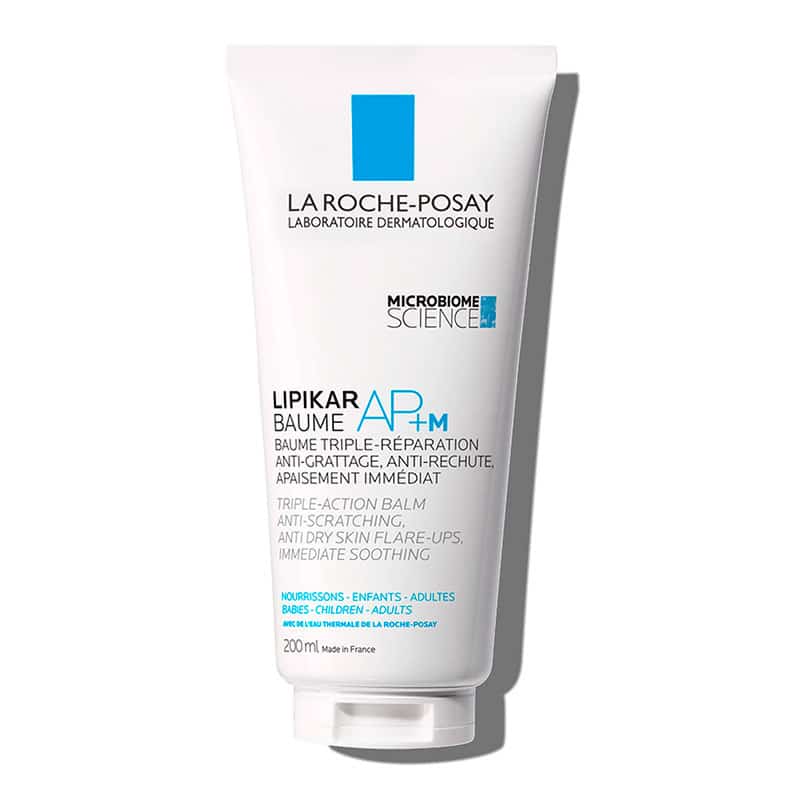 LA ROCHE-POSAY
LABORATOIRE DERMATOLOGIQUE
MICROBIOME
SCIENCE
LIPIKAR
BAUME AP+M
BAUME TRIPLE-RÉPARATION
ANTI-GRATTAGE, ANTI-RECHUTE,
APAISEMENT IMMÉDIAT
TRIPLE-ACTION BALM
ANTI-SCRATCHING,
ANTI DRY SKIN FLARE-UPS,
IMMEDIATE SOOTHING
NOURRISSONS - ENFANTS - ADULTES
BABIES - CHILDREN - ADULTS
AVEC DE L'EAU THERMALE DE LA ROCHE-POSAY
200 ml Made in France